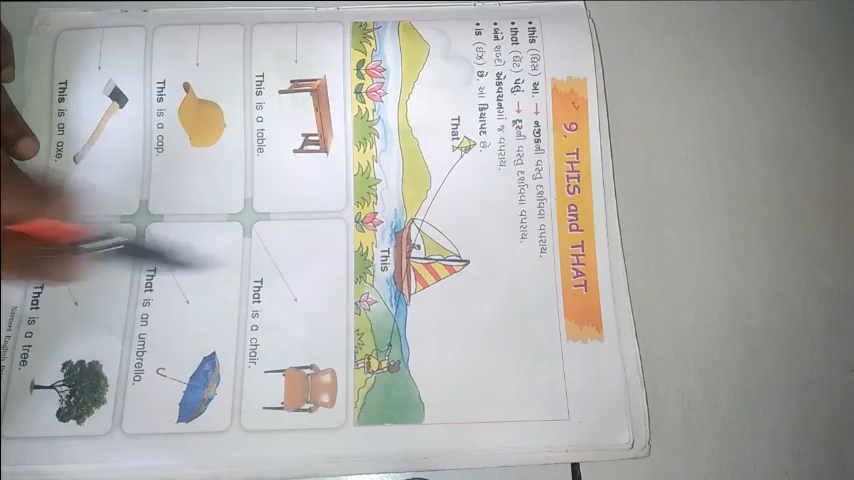 9. THIS and THAT
• this (ધિસ) આ. → નજીકની વસ્તુ દર્શાવવા વપરાય.
• that (ધેટ) પેલું. → દૂરની વસ્તુ દર્શાવવા વપરાય.
• બંને શબ્દો એકવચનમાં જ વપરાય.
• is (ઇઝ) છે. આ ક્રિયાપદ છે.
That
This
This is a table.
That is a chair.
This is a cap.
That is an umbrella.
This is an axe.
That is a tree.